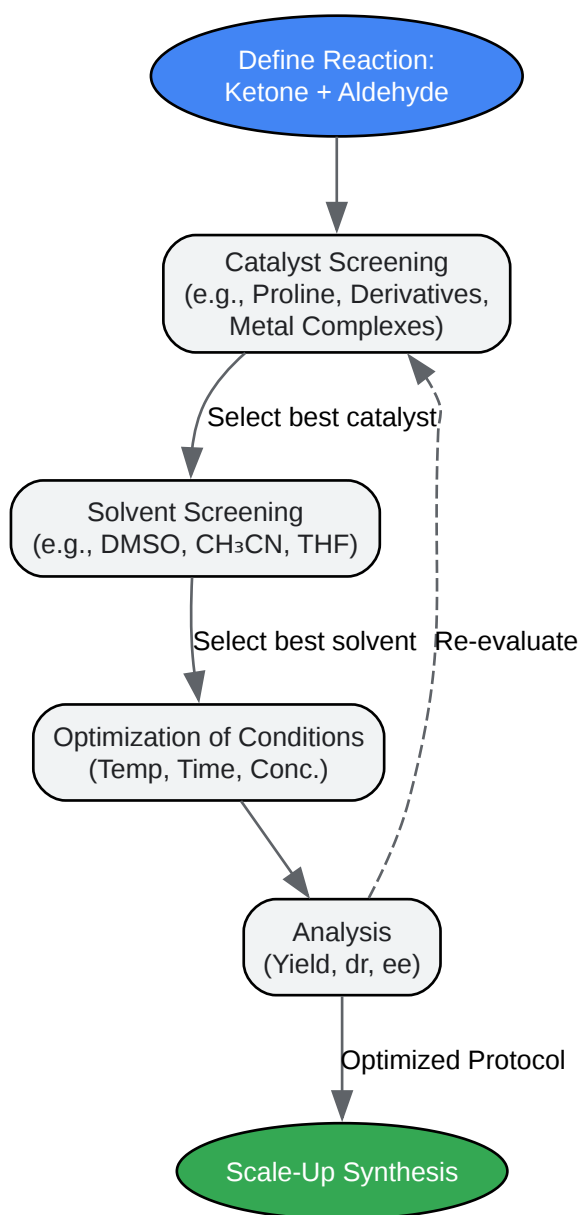 Define Reaction:
Ketone + Aldehyde
Catalyst Screening
(e.g., Proline, Derivatives,
Metal Complexes)
Select best catalyst
Solvent Screening
(e.g., DMSO, CH₃CN, THF)
Select best solvent
Re-evaluate
Optimization of Conditions
(Temp, Time, Conc.)
Analysis
(Yield, dr, ee)
Optimized Protocol
Scale-Up Synthesis